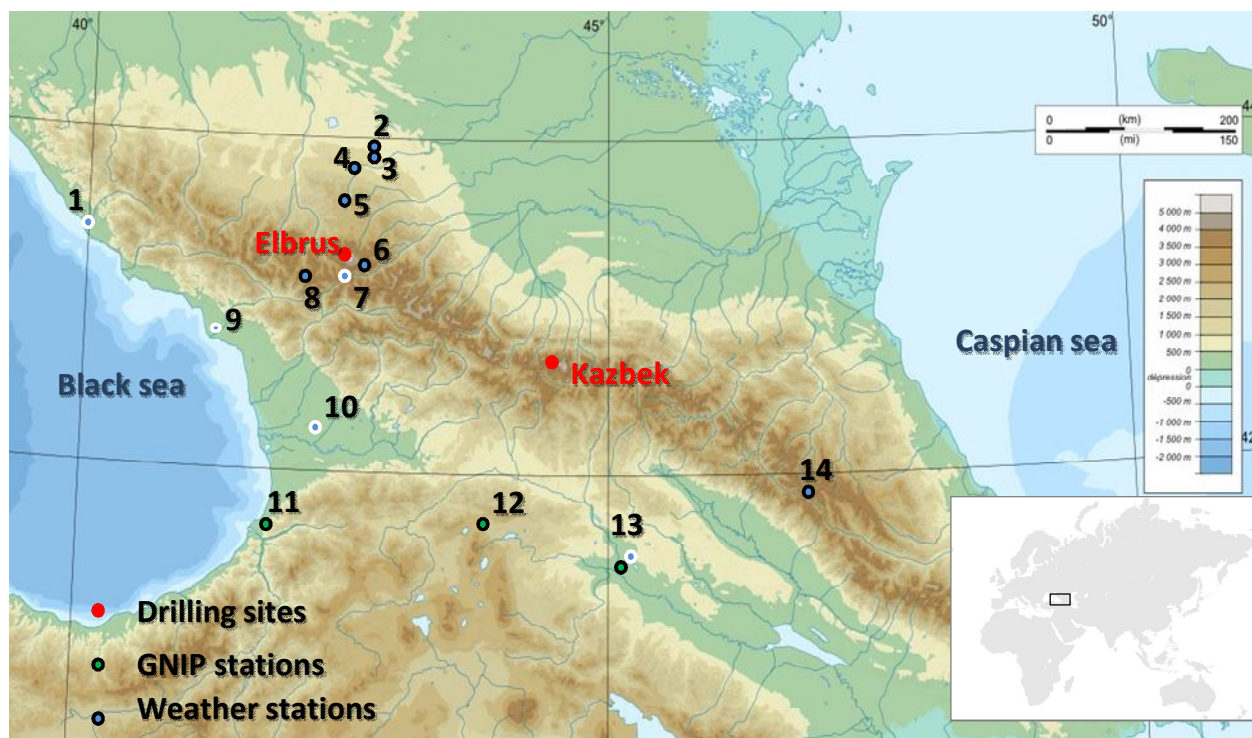 40°
45°
50°
44
0 (km) 200
0 (mi) 150
2
4
3
1
5
5 000 m
4 000 m
3 500 m
3 000 m
2 500 m
2 000 m
1 500 m
1 000 m
500 m
0
dépression
0
-500 m
-1 000 m
-1 500 m
-2 000 m
Elbrus
6
8
7
9
Caspian sea
Kazbek
Black sea
10
42
14
11
12
13
Drilling sites
GNIP stations
Weather stations